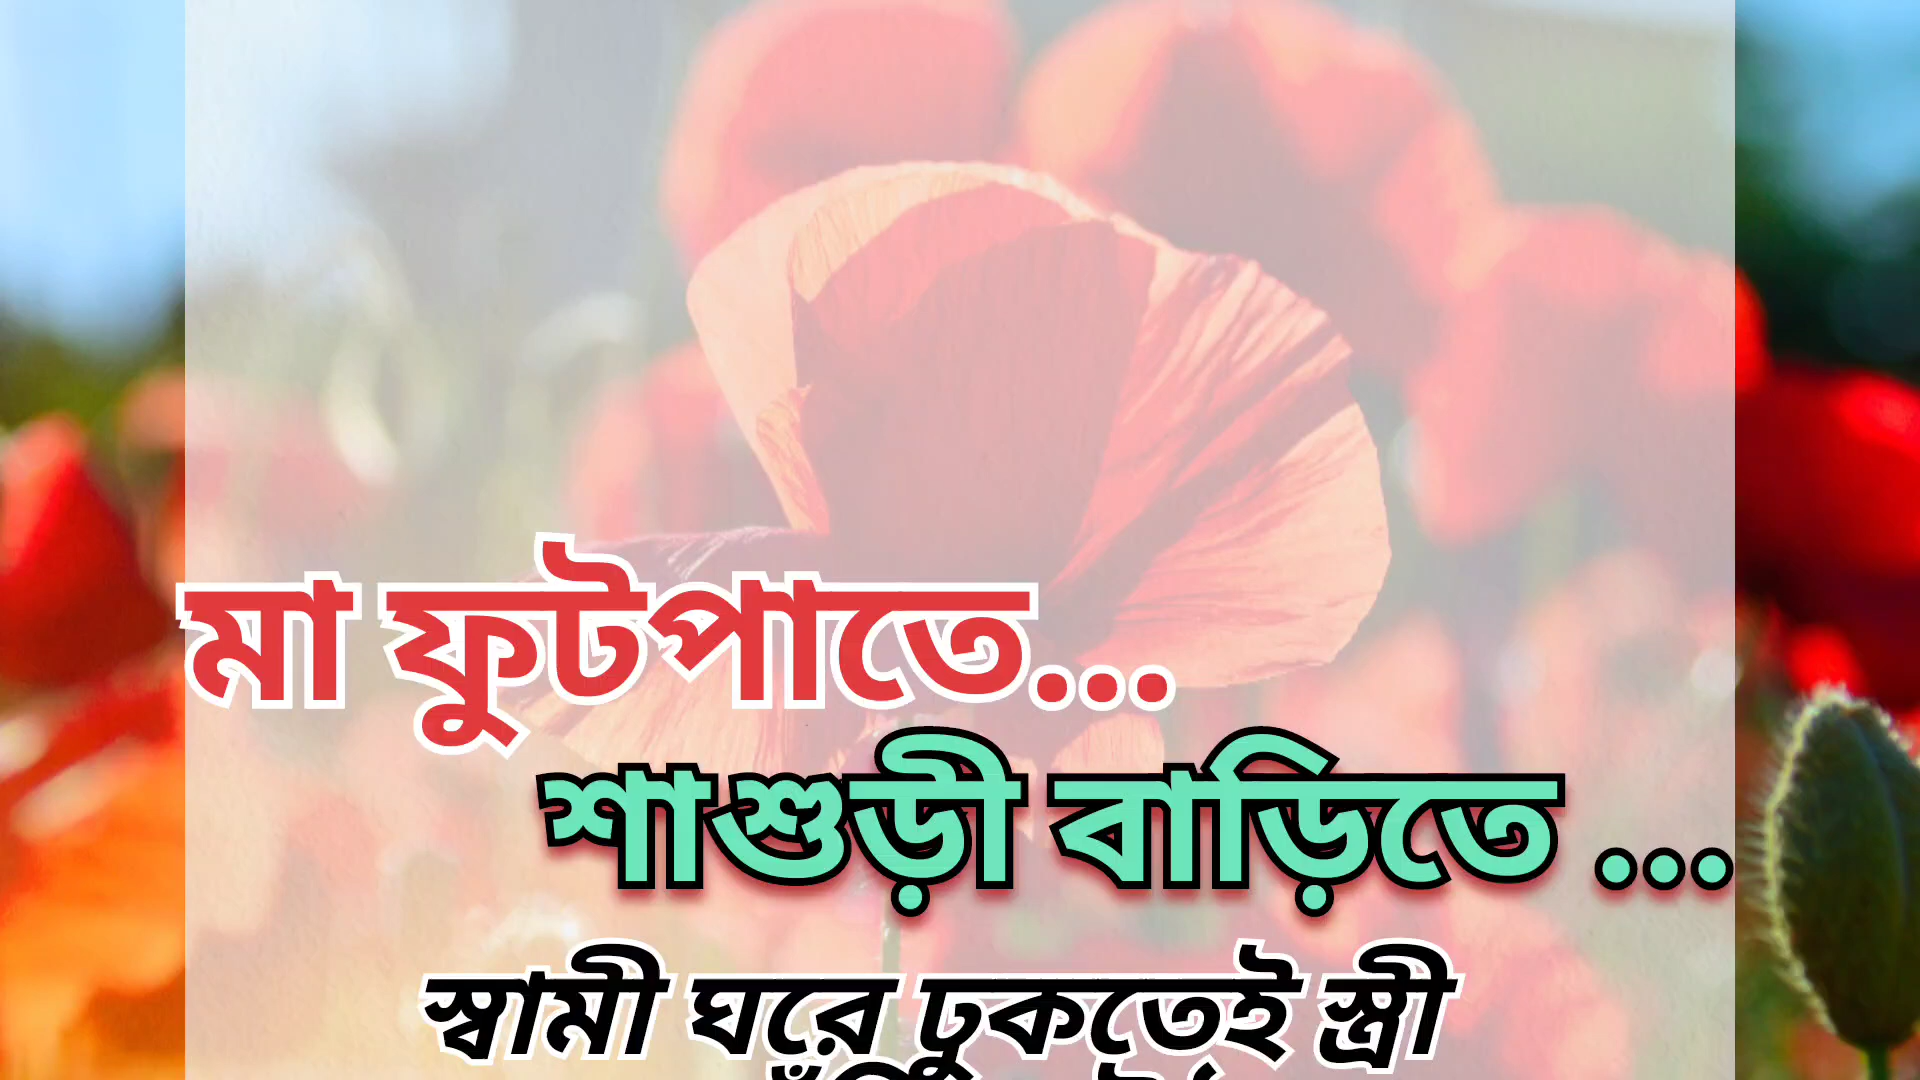 মা ফুটপাতে...
শাশুড়ী বাড়িতে ...
স্বামী ঘরে ঢুকতেই স্ত্রী